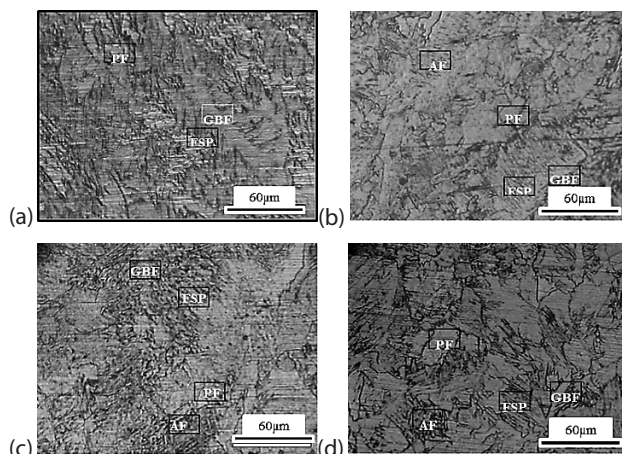 PF
GBF
FSP
60μm
(a)
AF
PF
FSP
GBF
60μm
(b)
GBF
FSP
PF
AF
60μm
(c)
PF
GBF
FSP
AF
60μm
(d)